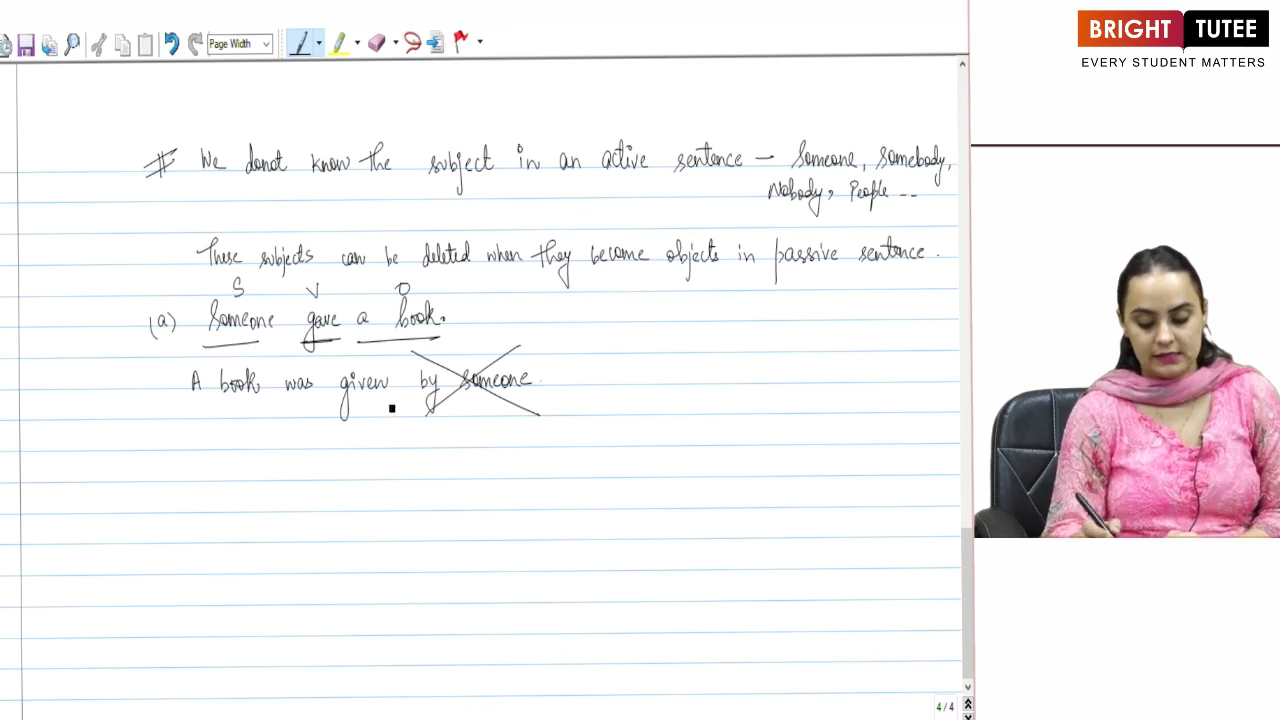 BRIGHT TUTEE
EVERY STUDENT MATTERS
Page Width
# We donot know the subject in an active sentence – Someone, Somebody,
Nobody, People --
These subjects can be deleted when they become objects in passive sentence.
S V O
(a) Someone gave a book.
A book was given by someone.
4/4